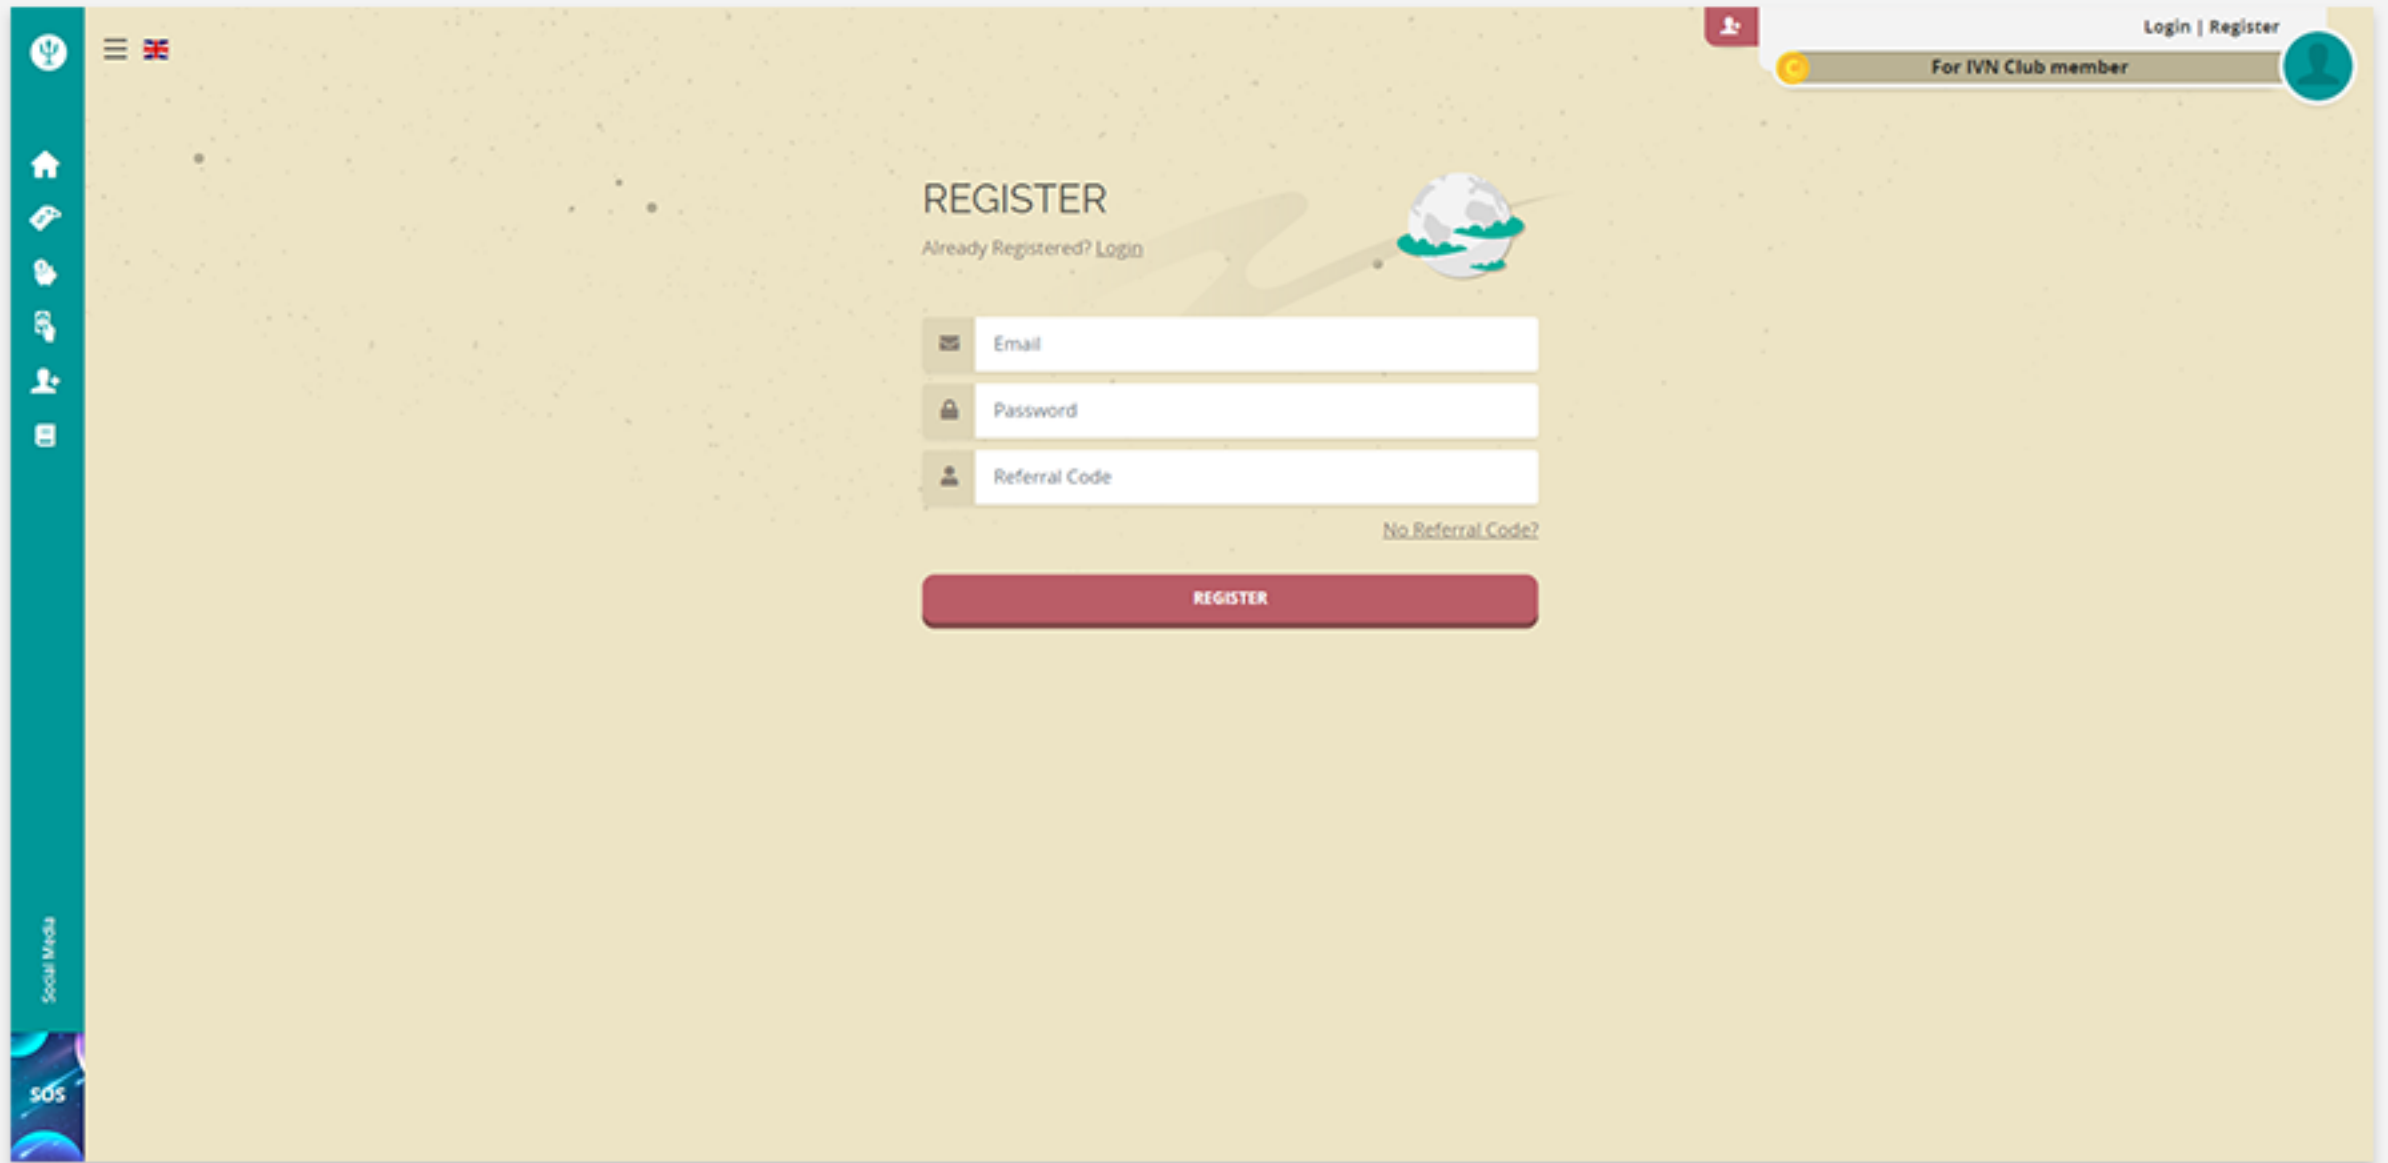 Login | Register
For IVN Club member
REGISTER
Already Registered? Login
Email
Password
Referral Code
No Referral Code?
REGISTER
Social Media
SOS